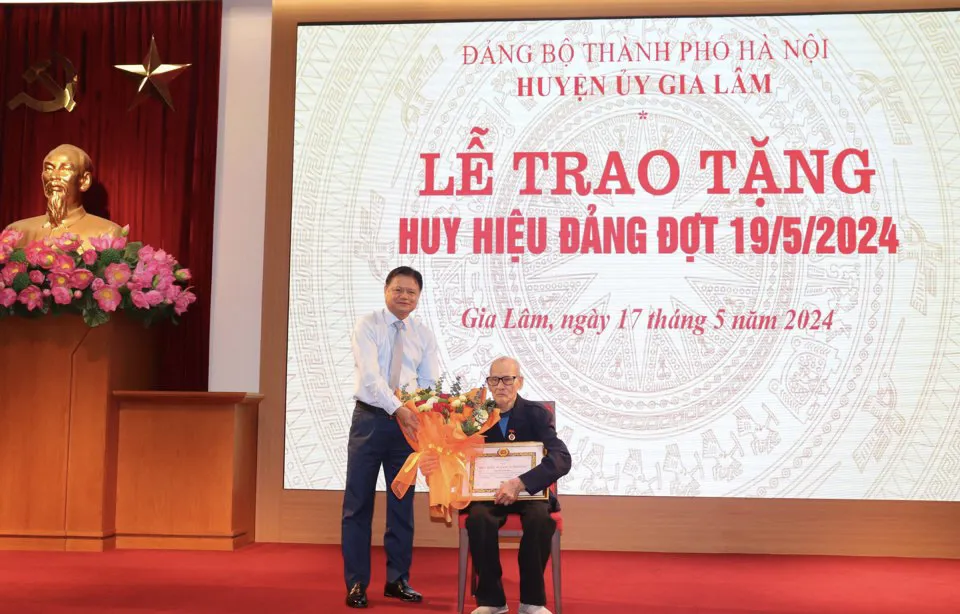 ĐẢNG BỘ THÀNH PHỐ HÀ NỘI
HUYỆN ỦY GIA LÂM
*
LỄ TRAO TẶNG
HUY HIỆU ĐẢNG ĐỢT 19/5/2024
Gia Lâm, ngày 17 tháng 5 năm 2024